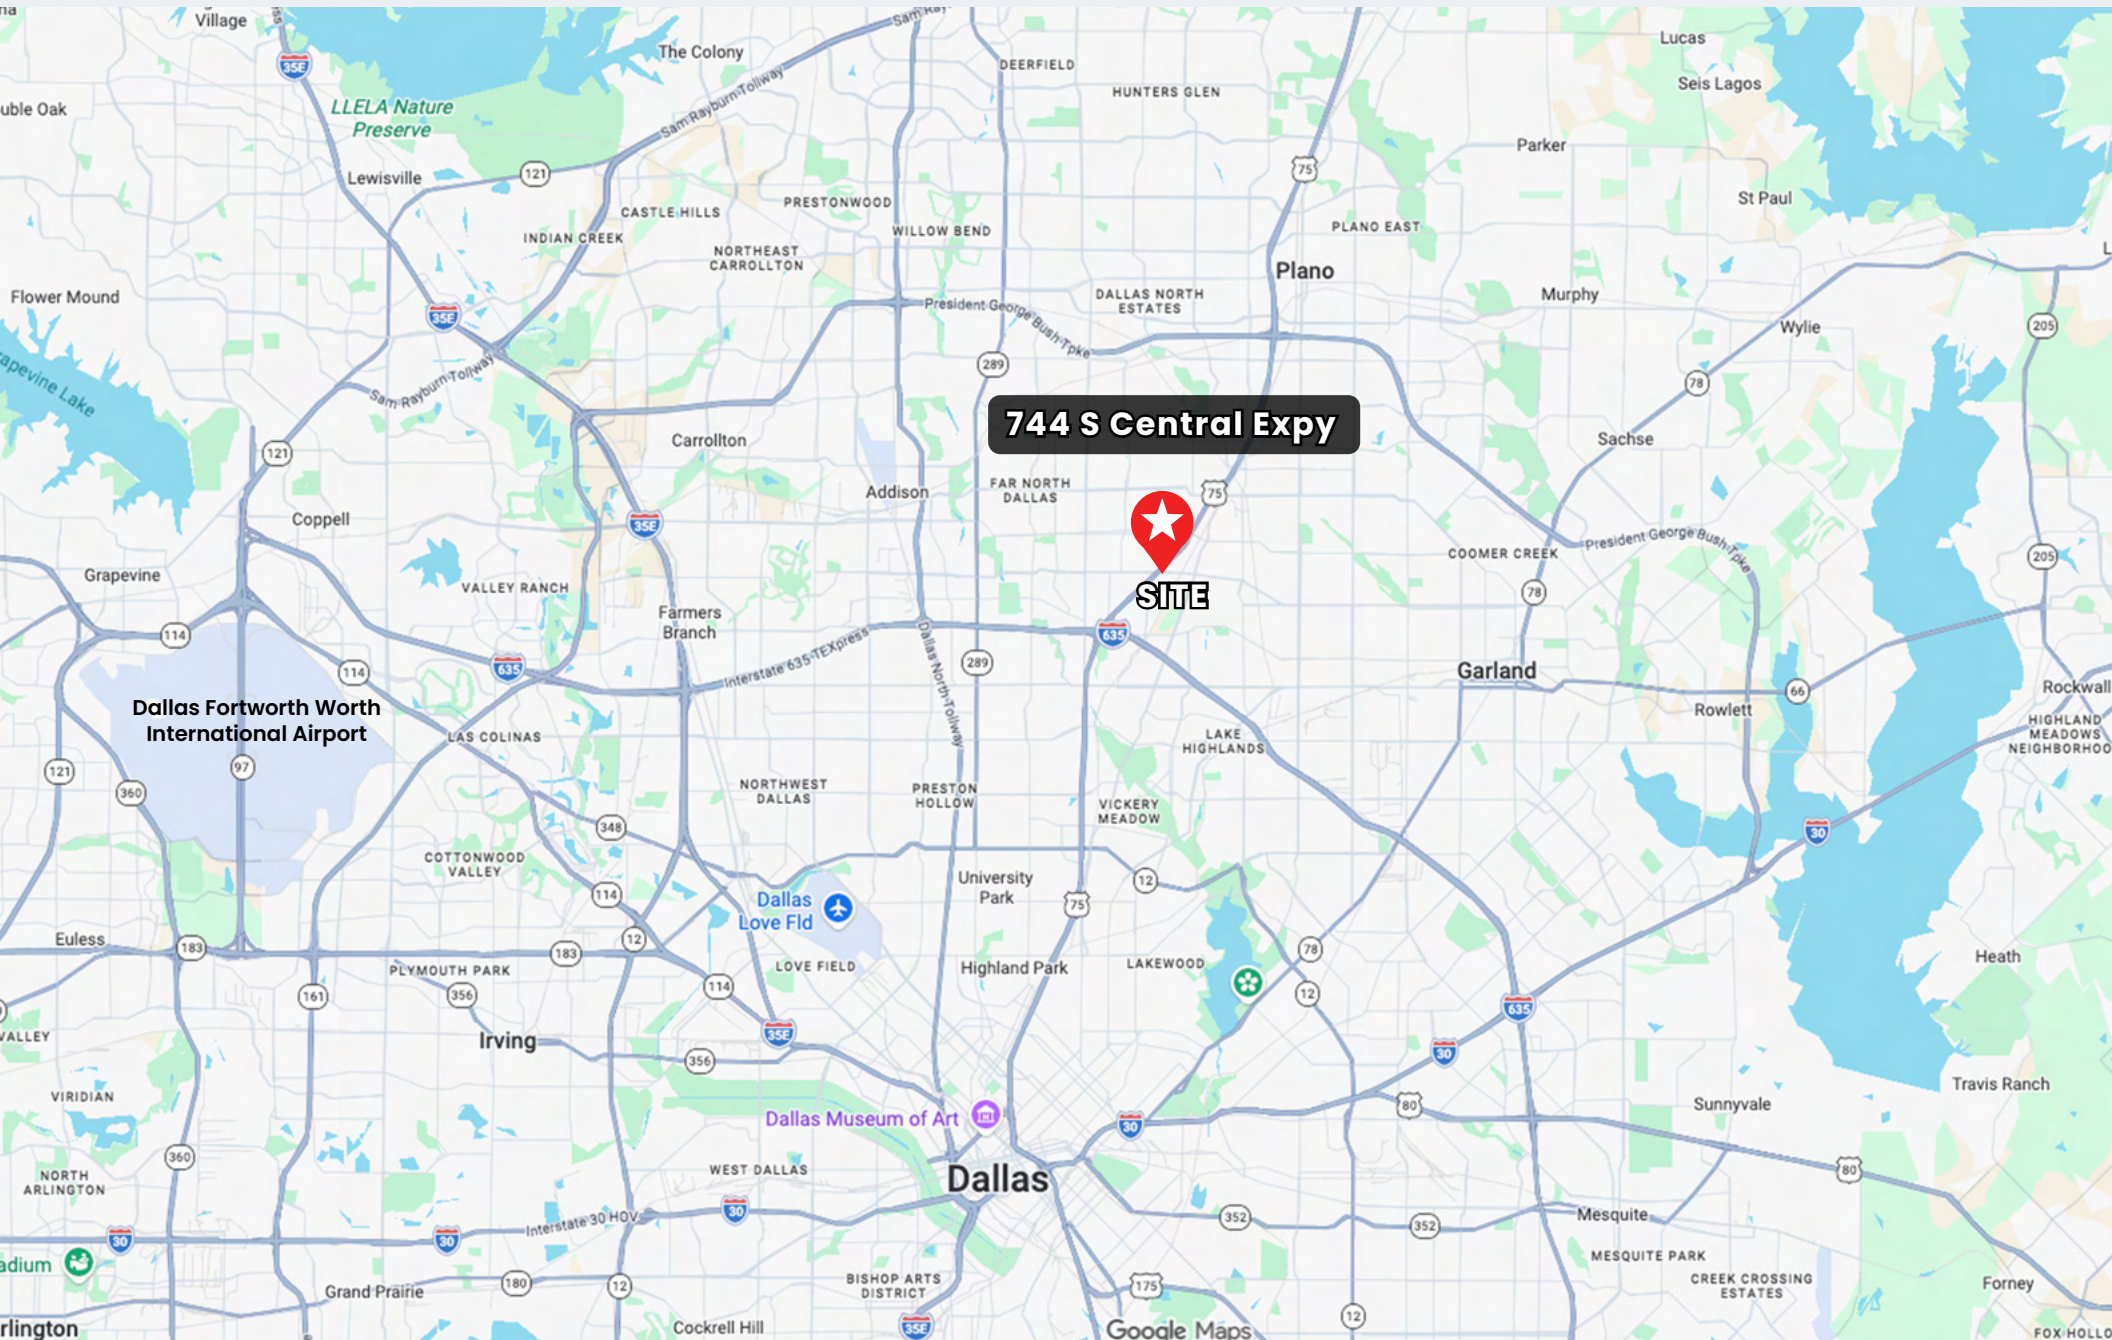 Village
The Colony
Sam Ray
DEERFIELD
Lucas
Seis Lagos
35E
HUNTERS GLEN
uble Oak
LLELA Nature
Preserve
Sam Rayburn Tollway
Parker
75
Lewisville
121
CASTLE HILLS
PRESTONWOOD
St Paul
INDIAN CREEK
WILLOW BEND
PLANO EAST
NORTHEAST
CARROLLTON
Plano
Flower Mound
35E
President George Bush Tpke
DALLAS NORTH
ESTATES
Murphy
Wylie
205
apevine Lake
Sam Rayburn Tollway
289
78
744 S Central Expy
Carrollton
Sachse
121
Addison
FAR NORTH
DALLAS
75
Coppell
35E
President George Bush Tpke
COOMER CREEK
205
Grapevine
VALLEY RANCH
78
SITE
Farmers
Branch
114
635
Interstate 635 TEXpress
Dallas North Tollway
635
289
114
Garland
66
Rockwall
Dallas Fortworth Worth
International Airport
Rowlett
LAS COLINAS
LAKE
HIGHLANDS
HIGHLAND
MEADOWS
NEIGHBORHOO
121
97
360
NORTHWEST
DALLAS
PRESTON
HOLLOW
VICKERY
MEADOW
348
30
COTTONWOOD
VALLEY
University
Park
12
114
Dallas
Love Fld
75
Euless
183
183
12
78
PLYMOUTH PARK
LOVE FIELD
Highland Park
LAKEWOOD
Heath
161
356
114
12
635
VALLEY
Irving
35E
356
30
VIRIDIAN
Travis Ranch
80
Sunnyvale
Dallas Museum of Art
30
360
NORTH
ARLINGTON
WEST DALLAS
Dallas
80
30
30
Interstate 30 HOV
30
352
352
Mesquite
adium
MESQUITE PARK
Grand Prairie
180
12
BISHOP ARTS
DISTRICT
175
CREEK CROSSING
ESTATES
Forney
rlington
Cockrell Hill
35E
Google Maps
12
FOX HOLLO